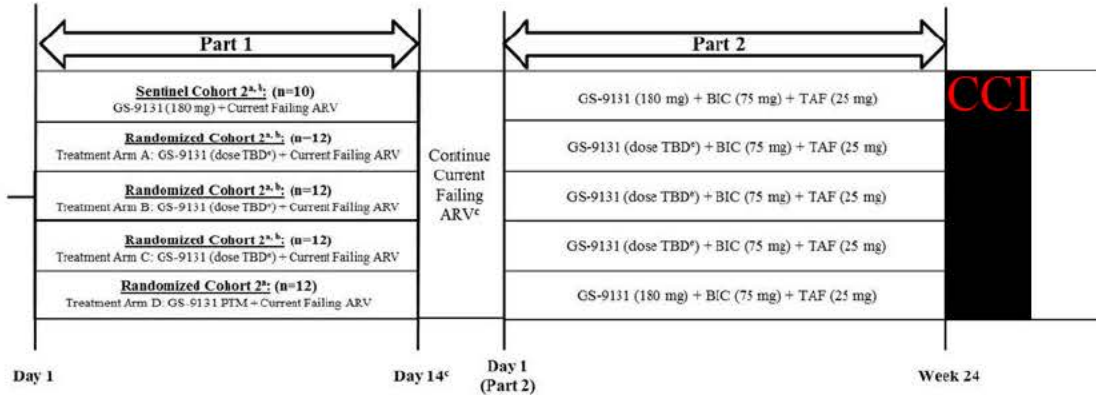 Part 1
Part 2
Sentinel Cohort 2ᵃ,ᵇ: (n=10)
GS-9131 (180 mg) + Current Failing ARV
GS-9131 (180 mg) + BIC (75 mg) + TAF (25 mg)
CCI
Randomized Cohort 2ᵃ,ᵇ: (n=12)
Treatment Arm A: GS-9131 (dose TBDᵉ) + Current Failing ARV
GS-9131 (dose TBDᵉ) + BIC (75 mg) + TAF (25 mg)
Continue
Current
Failing
ARVᶜ
Randomized Cohort 2ᵃ,ᵇ: (n=12)
Treatment Arm B: GS-9131 (dose TBDᵉ) + Current Failing ARV
GS-9131 (dose TBDᵉ) + BIC (75 mg) + TAF (25 mg)
Randomized Cohort 2ᵃ,ᵇ: (n=12)
Treatment Arm C: GS-9131 (dose TBDᵉ) + Current Failing ARV
GS-9131 (dose TBDᵉ) + BIC (75 mg) + TAF (25 mg)
Randomized Cohort 2ᵃ: (n=12)
Treatment Arm D: GS-9131 PTM + Current Failing ARV
GS-9131 (180 mg) + BIC (75 mg) + TAF (25 mg)
Day 1
Day 14ᶜ
Day 1
(Part 2)
Week 24